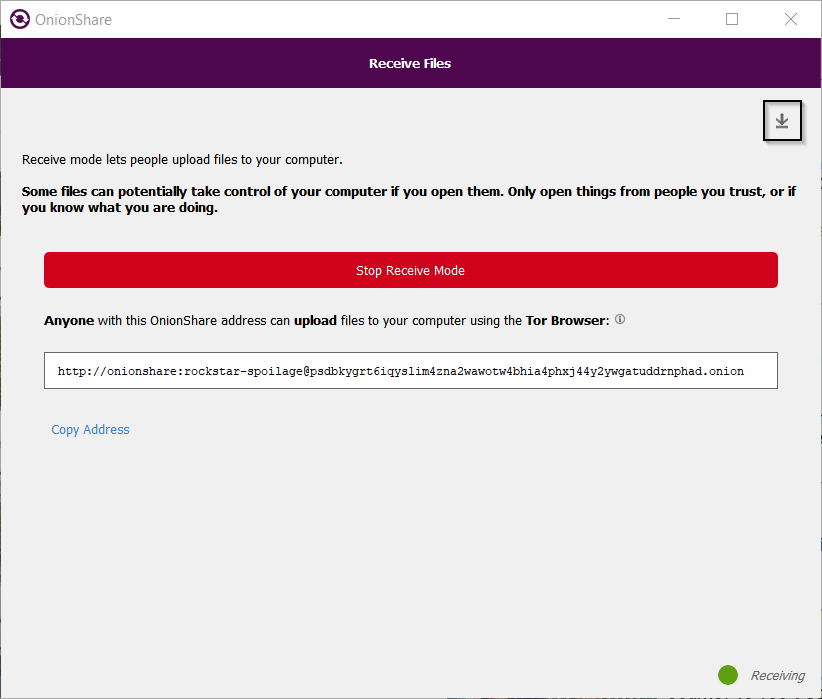 OnionShare
Receive Files
Receive mode lets people upload files to your computer.
Some files can potentially take control of your computer if you open them. Only open things from people you trust, or if
you know what you are doing.
Stop Receive Mode
Anyone with this OnionShare address can upload files to your computer using the Tor Browser:
http://onionshare:rockstar-spoilage@psdbkygrt6iqyslim4zna2wawotw4bhia4phxj44y2ywgatuddrnphad.onion
Copy Address
Receiving